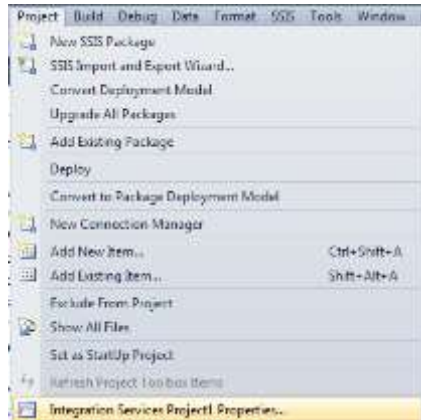 Project Build Debug Data Format SSIS Tools Window
New SSIS Package
SSIS Import and Export Wizard...
Convert Deployment Model
Upgrade All Packages
Add Existing Package
Deploy
Convert to Package Deployment Model
New Connection Manager
Add New Item... Ctrl+Shift+A
Add Existing Item... Shift+Alt+A
Exclude From Project
Show All Files
Set as StartUp Project
Refresh Project Toolbox Items
Integration Services Project1 Properties...